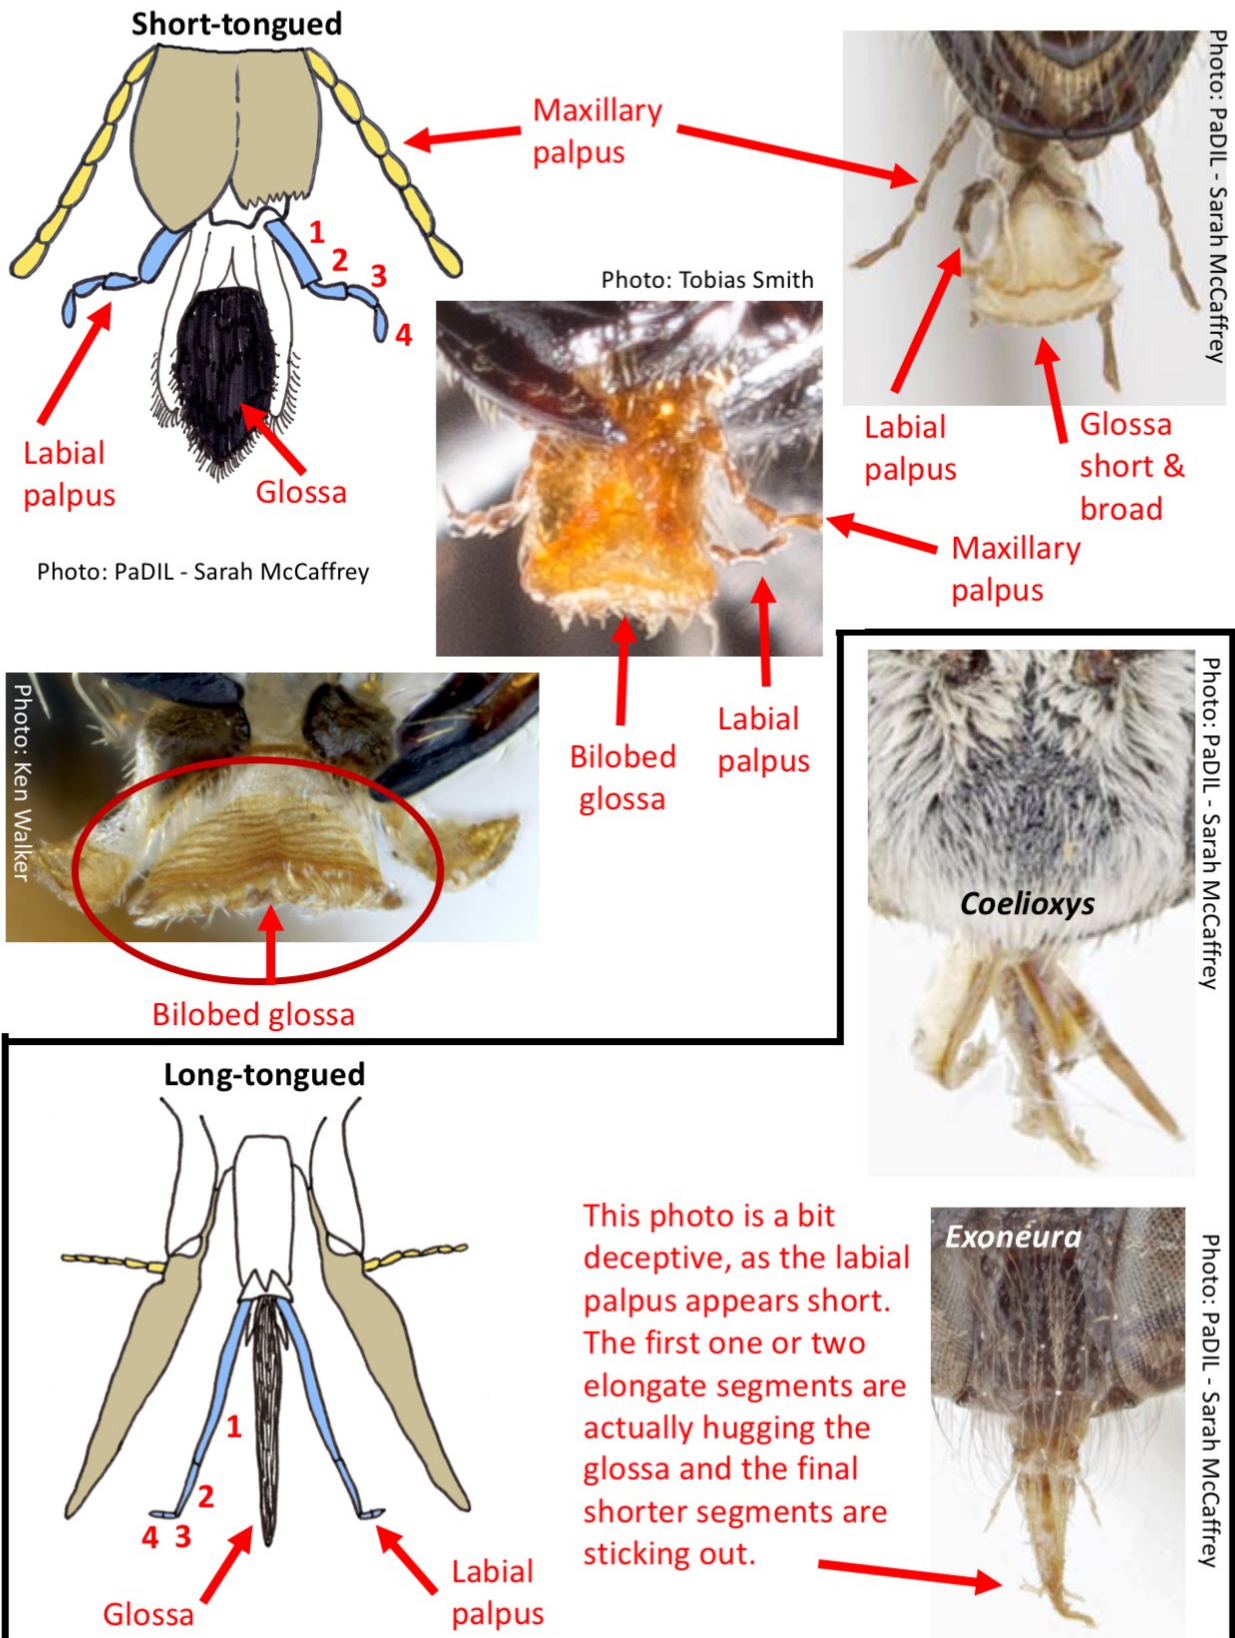 Short-tongued
Maxillary
palpus
Photo: PaDIL - Sarah McCaffrey
1
2
3
4
Labial
palpus
Glossa
Photo: PaDIL - Sarah McCaffrey
Photo: Tobias Smith
Labial
palpus
Glossa
short &
broad
Maxillary
palpus
Bilobed
glossa
Labial
palpus
Photo: Ken Walker
Bilobed glossa
Coelioxys
Photo: PaDIL - Sarah McCaffrey
Long-tongued
1
2
4 3
Glossa
Labial
palpus
This photo is a bit
deceptive, as the labial
palpus appears short.
The first one or two
elongate segments are
actually hugging the
glossa and the final
shorter segments are
sticking out.
Exoneura
Photo: PaDIL - Sarah McCaffrey